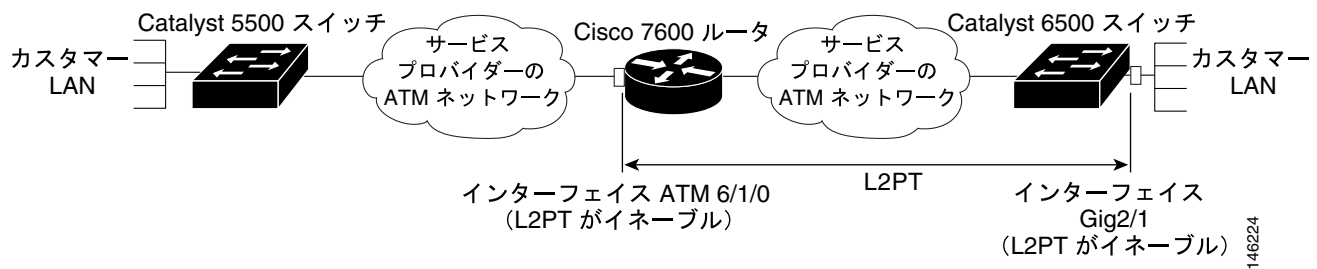 Catalyst 5500 スイッチ
カスタマー
LAN
サービス
プロバイダーの
ATM ネットワーク
Cisco 7600 ルータ
サービス
プロバイダーの
ATM ネットワーク
Catalyst 6500 スイッチ
カスタマー
LAN
L2PT
インターフェイス ATM 6/1/0
（L2PT がイネーブル）
インターフェイス
Gig2/1
（L2PT がイネーブル）
146224